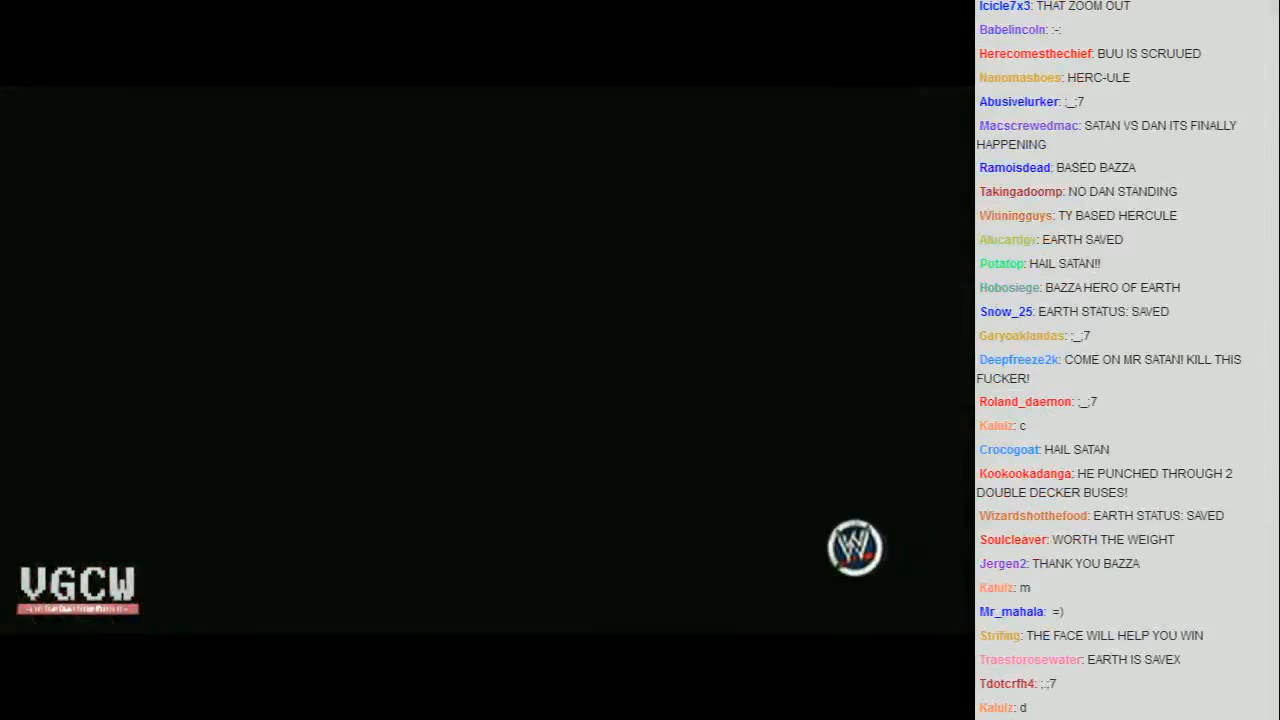 Icicle7x3: THAT ZOOM OUT
Babelincoln: :-:
Herecomesthechief: BUU IS SCRUUED
Nanomashoes: HERC-ULE
Abusivelurker: ;_;7
Macscrewedmac: SATAN VS DAN ITS FINALLY
HAPPENING
Ramoisdead: BASED BAZZA
Takingadoomp: NO DAN STANDING
Winningguys: TY BASED HERCULE
Alucardgv: EARTH SAVED
Potatop: HAIL SATAN!!
Hobosiege: BAZZA HERO OF EARTH
Snow_25: EARTH STATUS: SAVED
Garyoaklandas: ;_;7
Deepfreeze2k: COME ON MR SATAN! KILL THIS
FUCKER!
Roland_daemon: ;_;7
Kalulz: c
Crocogoat: HAIL SATAN
Kookookadanga: HE PUNCHED THROUGH 2
DOUBLE DECKER BUSES!
Wizardshotthefood: EARTH STATUS: SAVED
Soulcleaver: WORTH THE WEIGHT
Jergen2: THANK YOU BAZZA
Kalulz: m
Mr_mahala: =)
Strifing: THE FACE WILL HELP YOU WIN
Traestorosewater: EARTH IS SAVEX
Tdotcrfh4: ;.;7
Kalulz: d
VGCW
W